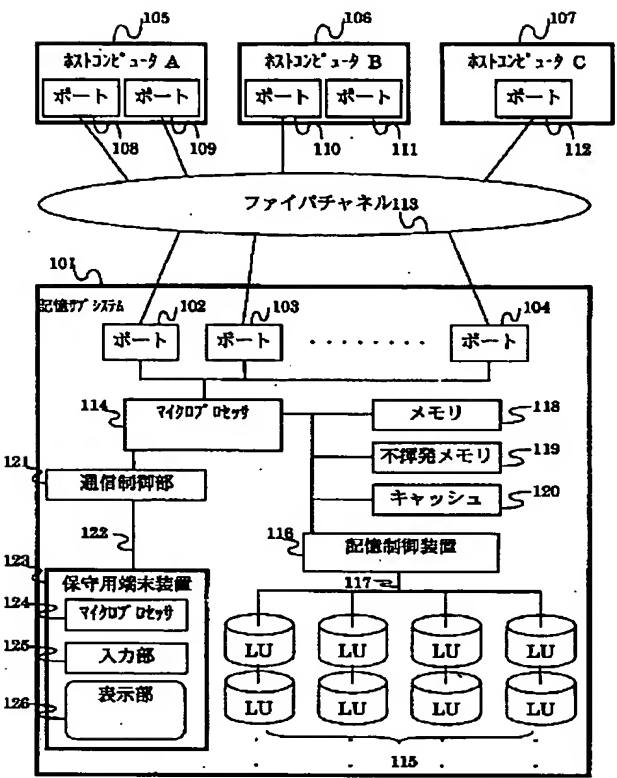 105
106
107
ホストコンピュータ A
ホストコンピュータ B
ホストコンピュータ C
ポート
ポート
ポート
ポート
ポート
108
109
110
111
112
ファイバチャネル113
101
記憶サブシステム
102
103
104
ポート
ポート
ポート
114
マイクロプロセッサ
メモリ
118
不揮発メモリ
119
キャッシュ
120
121
通信制御部
122
116
記憶制御装置
117
123
保守用端末装置
124
マイクロプロセッサ
125
入力部
126
表示部
LU
LU
LU
LU
LU
LU
LU
LU
115